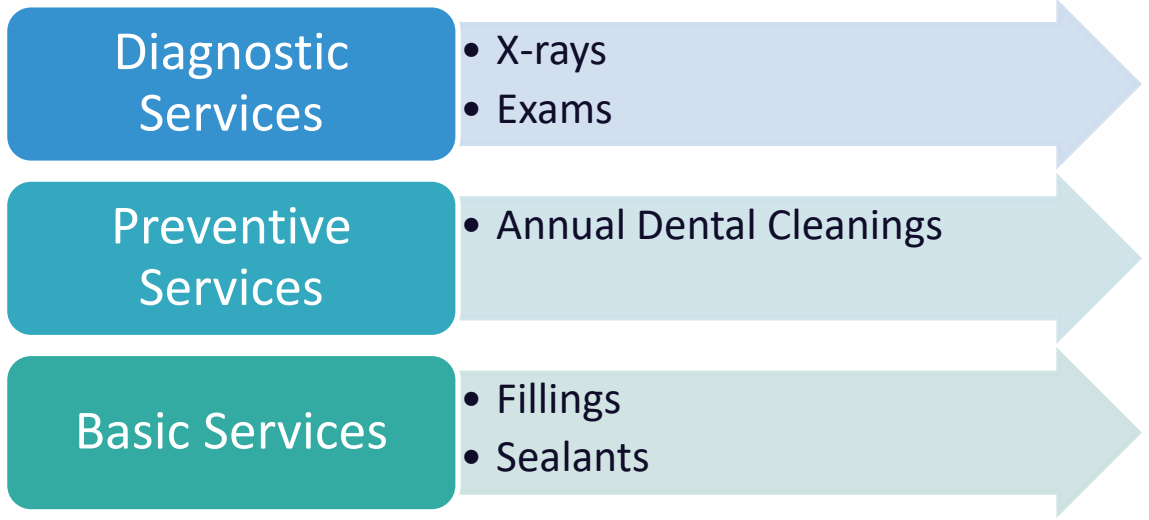 Diagnostic
Services
• X-rays
• Exams
Preventive
Services
• Annual Dental Cleanings
Basic Services
• Fillings
• Sealants